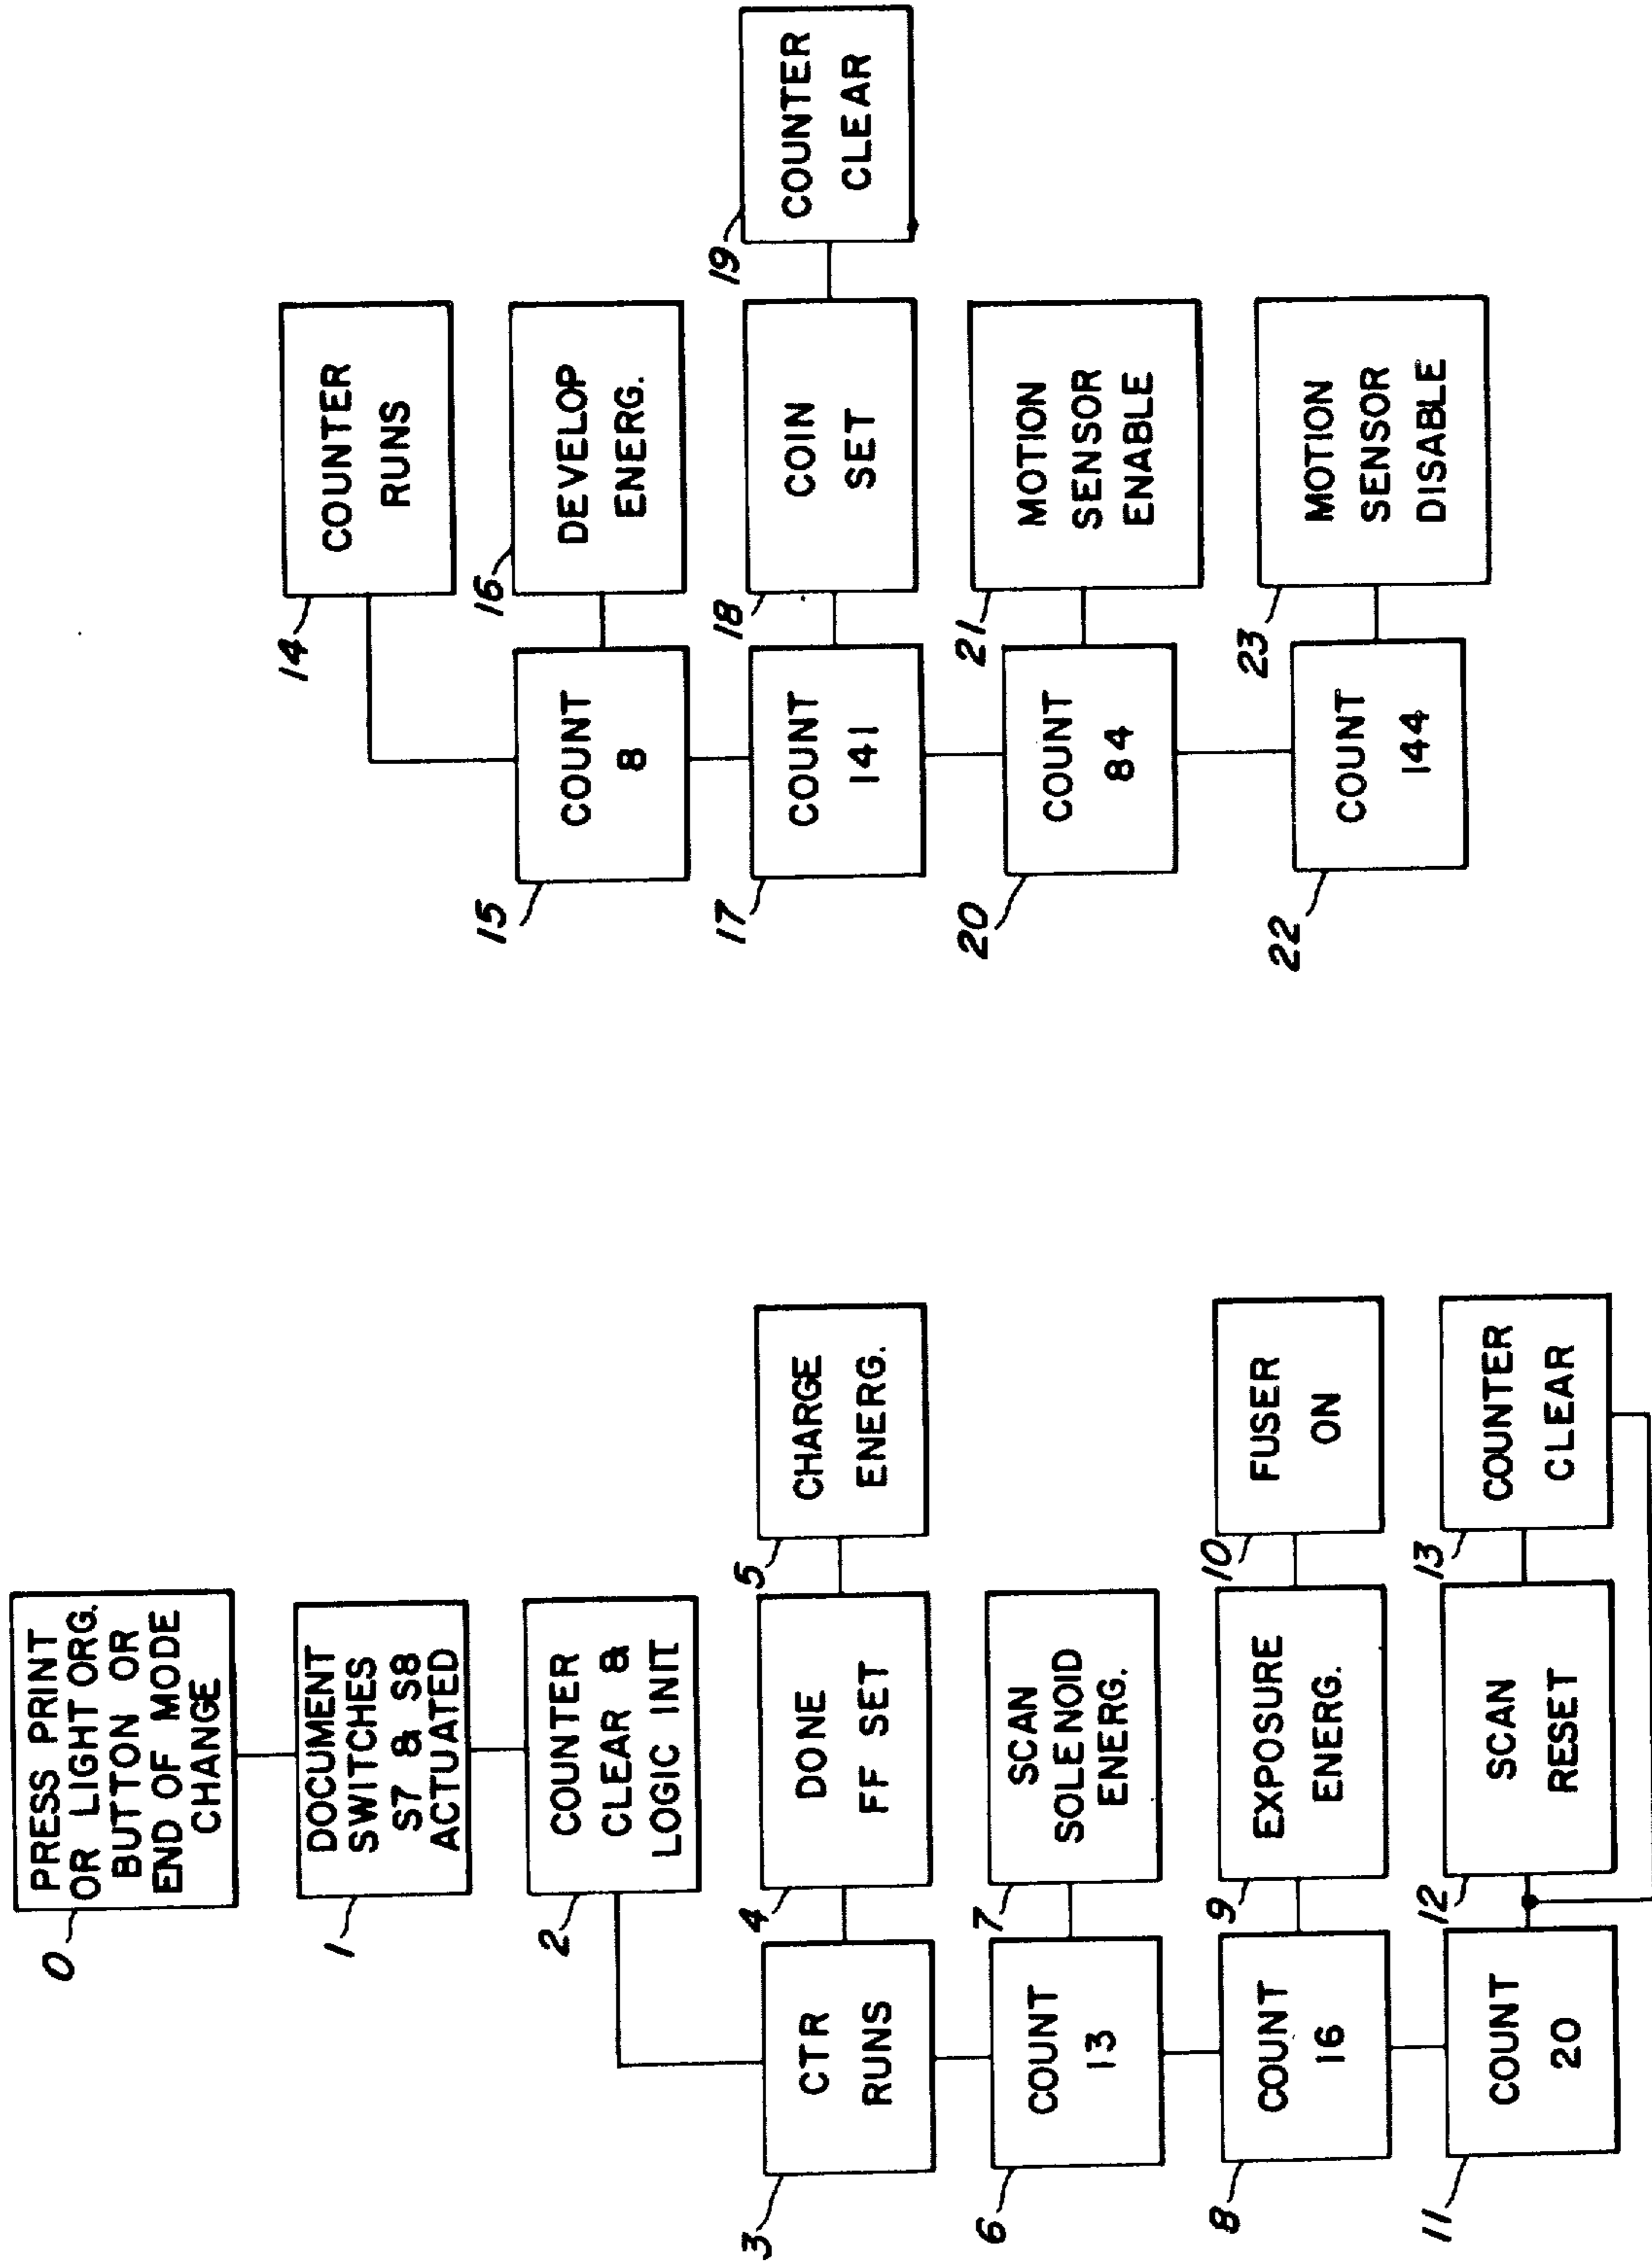 0
PRESS PRINT
OR LIGHT ORG.
BUTTON OR
END OF MODE
CHANGE
1
DOCUMENT
SWITCHES
S7 & S8
ACTUATED
2
COUNTER
CLEAR &
LOGIC INIT
3
CTR
RUNS
4
DONE
FF SET
5
CHARGE
ENERG.
6
COUNT
13
7
SCAN
SOLENOID
ENERG.
8
COUNT
16
9
EXPOSURE
ENERG.
10
FUSER
ON
11
COUNT
20
12
SCAN
RESET
13
COUNTER
CLEAR
14
COUNTER
RUNS
15
COUNT
8
16
DEVELOP
ENERG.
17
COUNT
141
18
COIN
SET
19
COUNTER
CLEAR
20
COUNT
84
21
MOTION
SENSOR
ENABLE
22
COUNT
144
23
MOTION
SENSOR
DISABLE